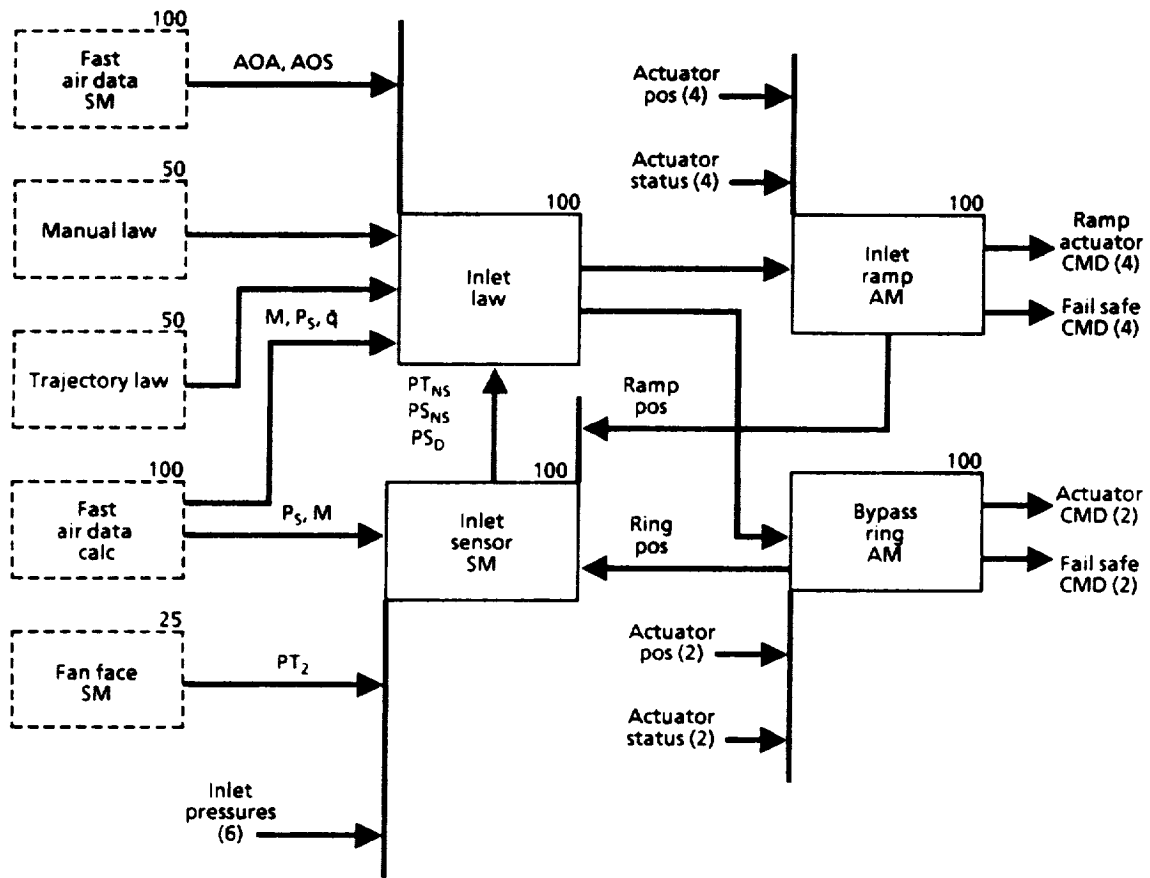 100
Fast
air data
SM
AOA, AOS
50
Manual law
50
Trajectory law
M, P_S, q̄
100
Fast
air data
calc
P_S, M
25
Fan face
SM
PT_2
Inlet
pressures
(6)
100
Inlet
law
PT_NS
PS_NS
PS_D
100
Inlet
sensor
SM
Actuator
pos (4)
Actuator
status (4)
100
Inlet
ramp
AM
Ramp
actuator
CMD (4)
Fail safe
CMD (4)
Ramp
pos
Ring
pos
100
Bypass
ring
AM
Actuator
CMD (2)
Fail safe
CMD (2)
Actuator
pos (2)
Actuator
status (2)